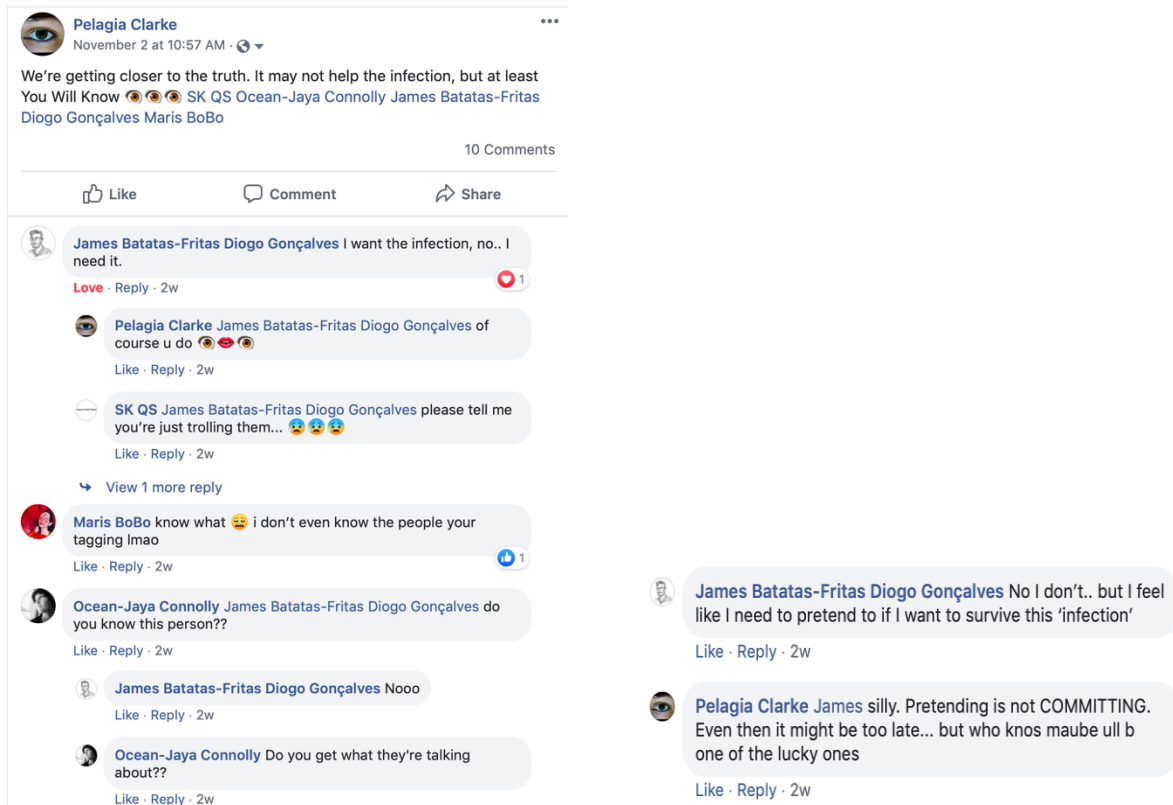 Pelagia Clarke
November 2 at 10:57 AM ·
We're getting closer to the truth. It may not help the infection, but at least
You Will Know 👁️👁️👁️ SK QS Ocean-Jaya Connolly James Batatas-Fritas
Diogo Gonçalves Maris BoBo
10 Comments
Like Comment Share
James Batatas-Fritas Diogo Gonçalves I want the infection, no.. I
need it.
1
Love · Reply · 2w
Pelagia Clarke James Batatas-Fritas Diogo Gonçalves of
course u do 👁️👄👁️
Like · Reply · 2w
SK QS James Batatas-Fritas Diogo Gonçalves please tell me
you're just trolling them... 😰😰😰
Like · Reply · 2w
View 1 more reply
Maris BoBo know what 😩 i don't even know the people your
tagging lmao
1
Like · Reply · 2w
Ocean-Jaya Connolly James Batatas-Fritas Diogo Gonçalves do
you know this person??
Like · Reply · 2w
James Batatas-Fritas Diogo Gonçalves Nooo
Like · Reply · 2w
Ocean-Jaya Connolly Do you get what they're talking
about??
Like · Reply · 2w
James Batatas-Fritas Diogo Gonçalves No I don't.. but I feel
like I need to pretend to if I want to survive this 'infection'
Like · Reply · 2w
Pelagia Clarke James silly. Pretending is not COMMITTING.
Even then it might be too late... but who knos maube ull b
one of the lucky ones
Like · Reply · 2w